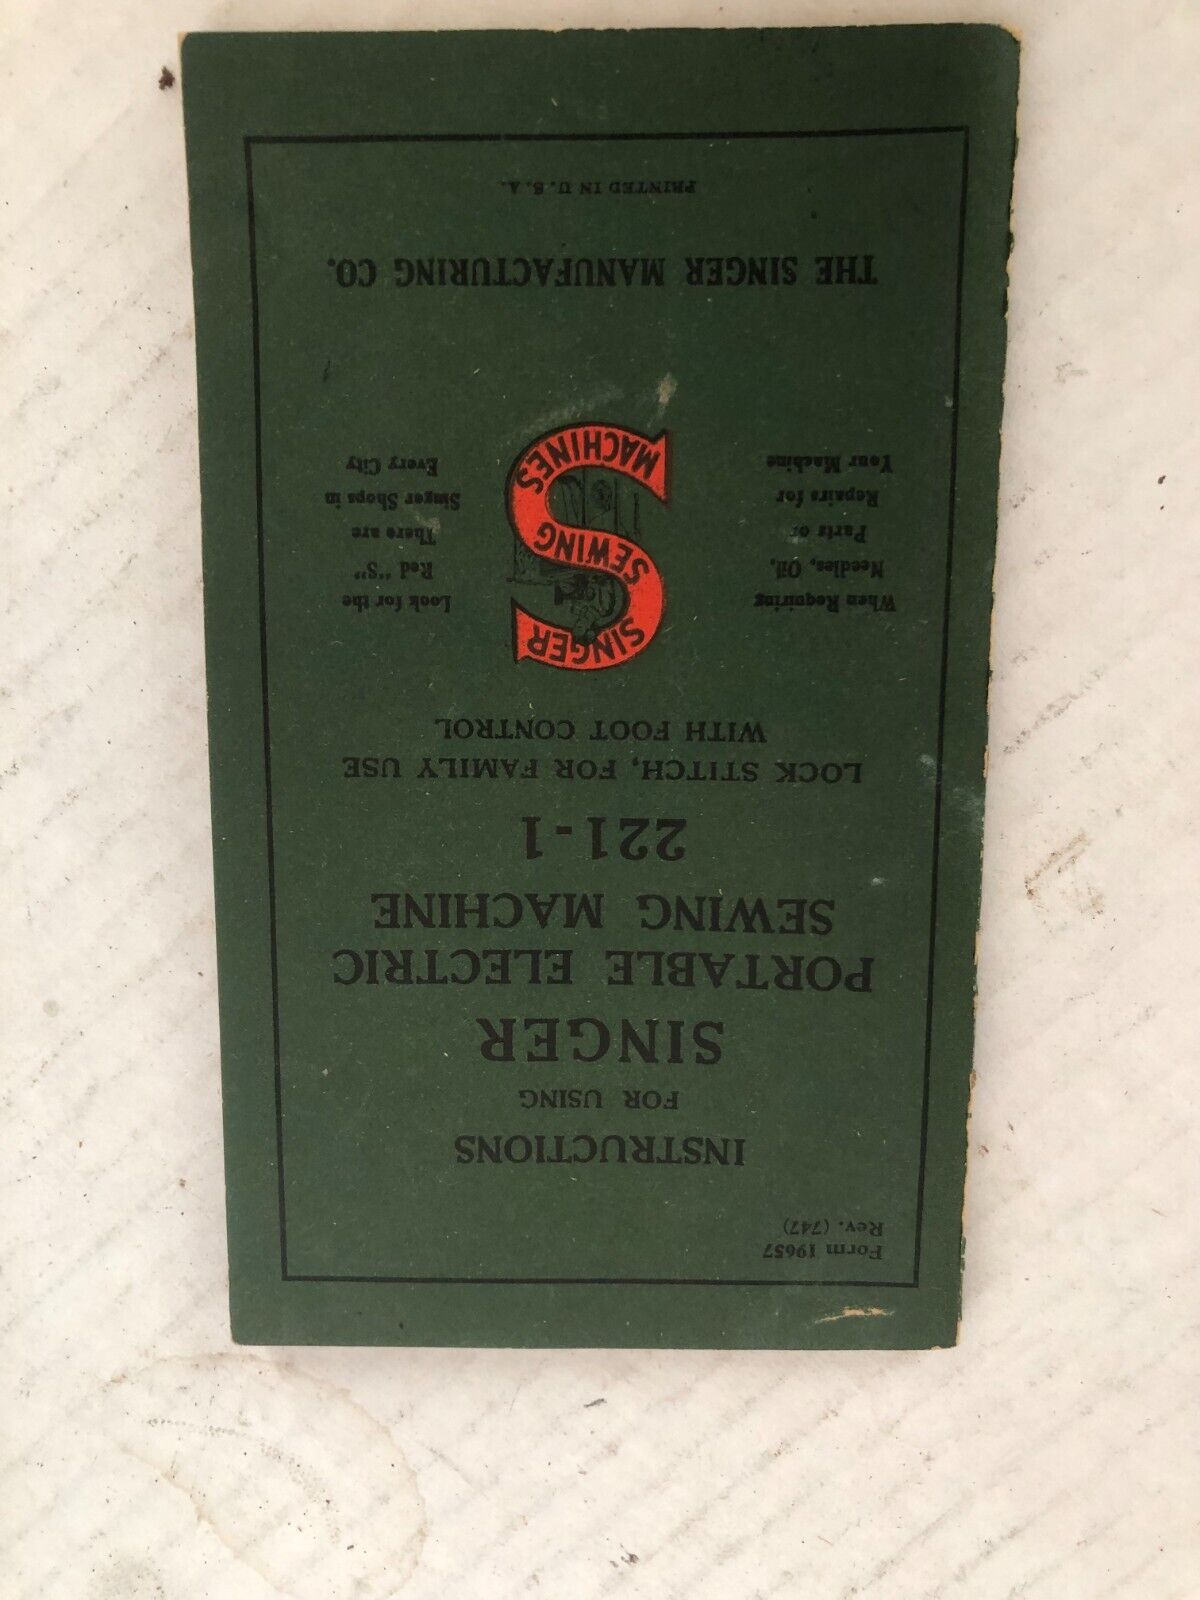 Form 19657
Rev. (747)
INSTRUCTIONS
FOR USING
SINGER
PORTABLE ELECTRIC
SEWING MACHINE
221-1
LOCK STITCH, FOR FAMILY USE
WITH FOOT CONTROL
When Requiring
Needles, Oil,
Parts or
Repairs for
Your Machine
SINGER
SEWING
MACHINES
Look for the
Red "S"
There are
Singer Shops in
Every City
THE SINGER MANUFACTURING CO.
PRINTED IN U. S. A.